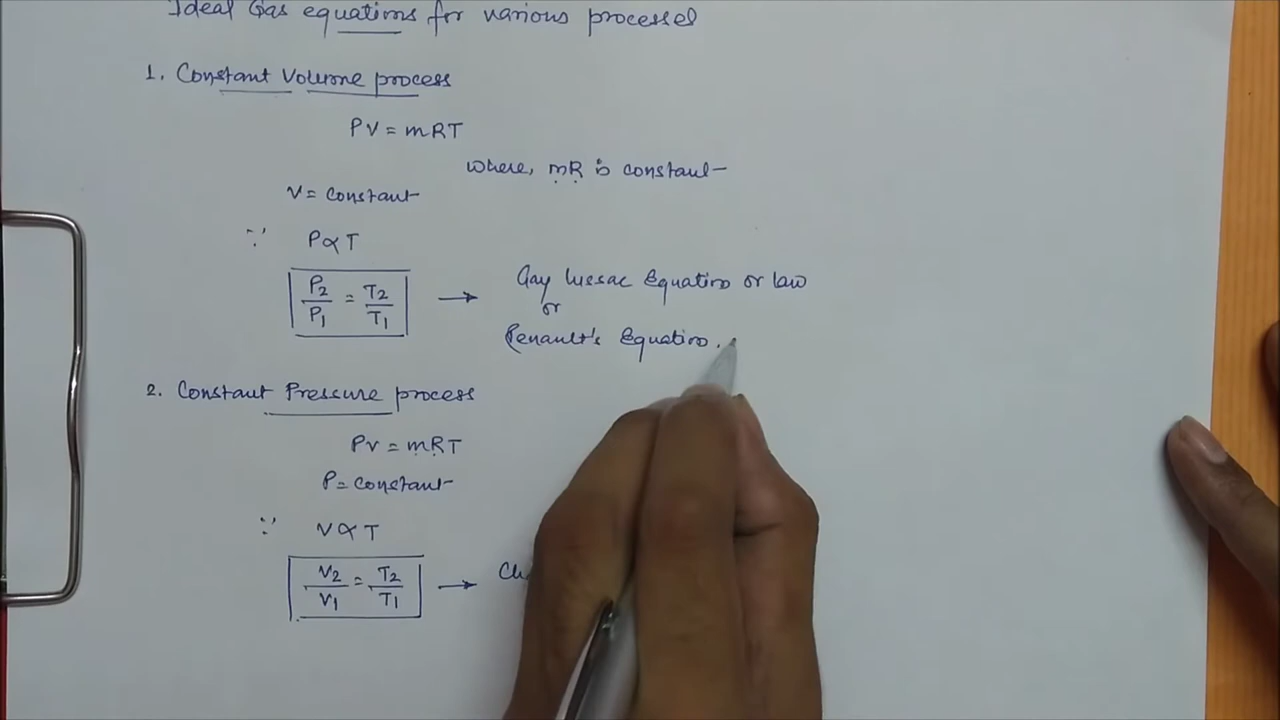 Ideal Gas equations for various processes
1. Constant Volume process
PV = mRT
where, mR is constant
V = constant
∵ P∝T
P2/P1 = T2/T1 → Gay lussac Equation or law
or
Renault's Equation.
2. Constant Pressure process
PV = mRT
P = constant
∵ V∝T
V2/V1 = T2/T1 →